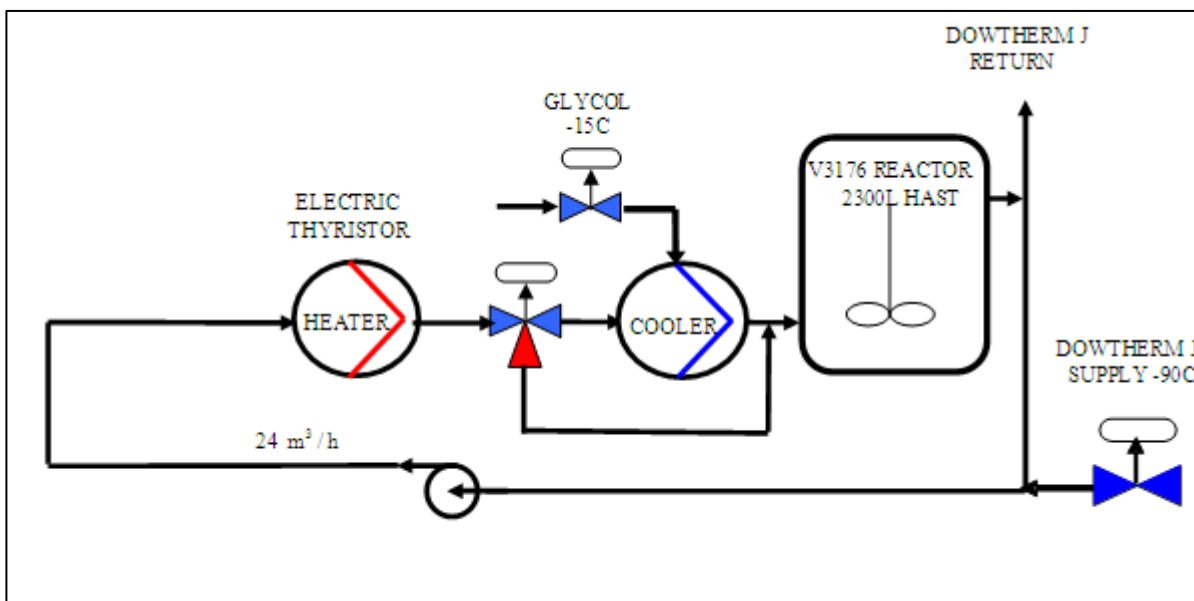 DOWTHERM J
RETURN
GLYCOL
-15C
V3176 REACTOR
2300L HAST
ELECTRIC
THYRISTOR
HEATER
COOLER
DOWTHERM J
SUPPLY -90C
24 m³ / h